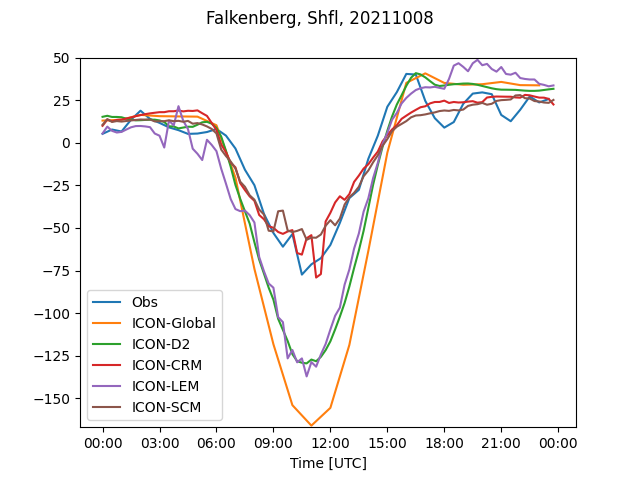 Falkenberg, Shfl, 20211008
50
25
0
−25
−50
−75
−100
−125
−150
Obs
ICON-Global
ICON-D2
ICON-CRM
ICON-LEM
ICON-SCM
00:00 03:00 06:00 09:00 12:00 15:00 18:00 21:00 00:00
Time [UTC]